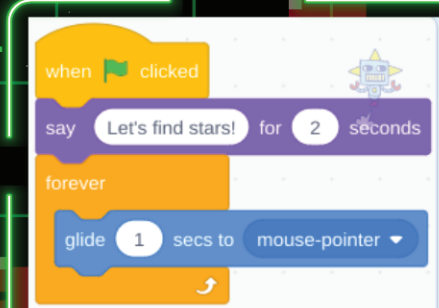 when clicked
say Let's find stars! for 2 seconds
forever
glide 1 secs to mouse-pointer